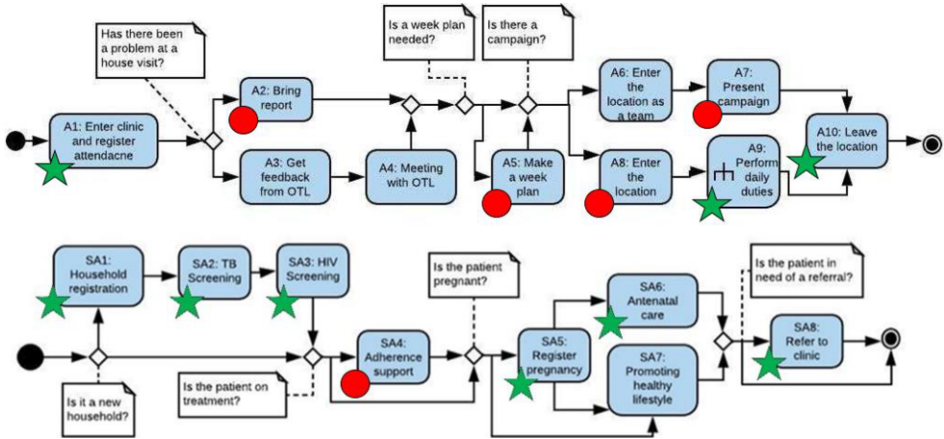 Has there been
a problem at a
house visit?
Is a week plan
needed?
Is there a
campaign?
A1: Enter clinic
and register
attendacne
A2: Bring
report
A3: Get
feedback
from OTL
A4: Meeting
with OTL
A5: Make
a week
plan
A6: Enter
the
location as
a team
A7:
Present
campaign
A8: Enter
the
location
A9:
Perform
daily
duties
A10: Leave
the location
SA1:
Household
registration
SA2: TB
Screening
SA3: HIV
Screening
Is it a new
household?
Is the patient on
treatment?
SA4:
Adherence
support
Is the patient
pregnant?
SA5:
Register
pregnancy
SA6:
Antenatal
care
SA7:
Promoting
healthy
lifestyle
Is the patient in
need of a referral?
SA8:
Refer to
clinic